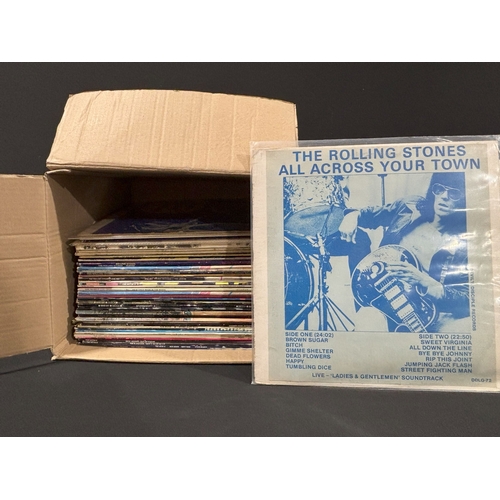 THE ROLLING STONES
ALL ACROSS YOUR TOWN
SIDE ONE (24:02)
BROWN SUGAR
BITCH
GIMME SHELTER
DEAD FLOWERS
HAPPY
TUMBLING DICE
SIDE TWO (22:50)
SWEET VIRGINIA
ALL DOWN THE LINE
BYE BYE JOHNNY
RIP THIS JOINT
JUMPING JACK FLASH
STREET FIGHTING MAN
LIVE - 'LADIES & GENTLEMEN' SOUNDTRACK